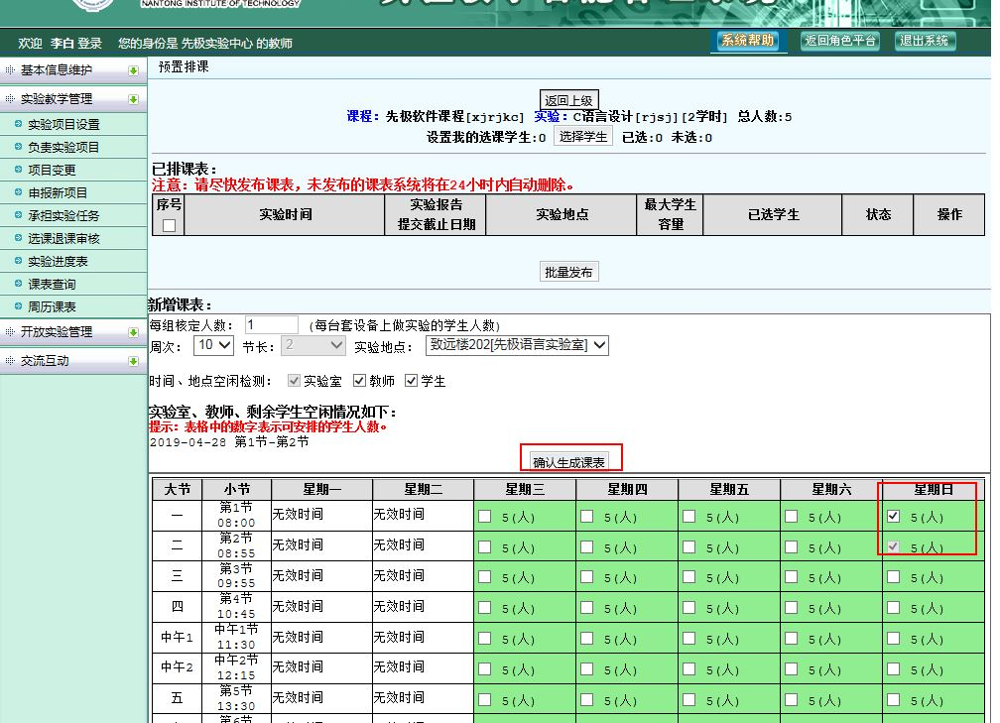 NANTONG INSTITUTE OF TECHNOLOGY
欢迎 李白 登录 您的身份是 先极实验中心 的教师
系统帮助 返回角色平台 退出系统
基本信息维护
实验教学管理
实验项目设置
负责实验项目
项目变更
申报新项目
承担实验任务
选课退课审核
实验进度表
课表查询
周历课表
开放实验管理
交流互动
预置排课
返回上级
课程：先极软件课程[xjrjkc] 实验：C语言设计[rjsj][2学时] 总人数:5
设置我的选课学生:0 选择学生 已选:0 未选:0
已排课表：
注意：请尽快发布课表，未发布的课表系统将在24小时内自动删除。
序号 实验时间 实验报告提交截止日期 实验地点 最大学生容量 已选学生 状态 操作
批量发布
新增课表：
每组核定人数： 1 （每台套设备上做实验的学生人数）
周次： 10 节长： 2 实验地点： 致远楼202[先极语言实验室]
时间、地点空闲检测： 实验室 教师 学生
实验室、教师、剩余学生空闲情况如下：
提示：表格中的数字表示可安排的学生人数。
2019-04-28 第1节-第2节
确认生成课表
大节 小节 星期一 星期二 星期三 星期四 星期五 星期六 星期日
一 第1节 08:00 无效时间 无效时间 5(人) 5(人) 5(人) 5(人) 5(人)
二 第2节 08:55 无效时间 无效时间 5(人) 5(人) 5(人) 5(人) 5(人)
三 第3节 09:55 无效时间 无效时间 5(人) 5(人) 5(人) 5(人) 5(人)
四 第4节 10:45 无效时间 无效时间 5(人) 5(人) 5(人) 5(人) 5(人)
中午1 中午1节 11:30 无效时间 无效时间 5(人) 5(人) 5(人) 5(人) 5(人)
中午2 中午2节 12:15 无效时间 无效时间 5(人) 5(人) 5(人) 5(人) 5(人)
五 第5节 13:30 无效时间 无效时间 5(人) 5(人) 5(人) 5(人) 5(人)